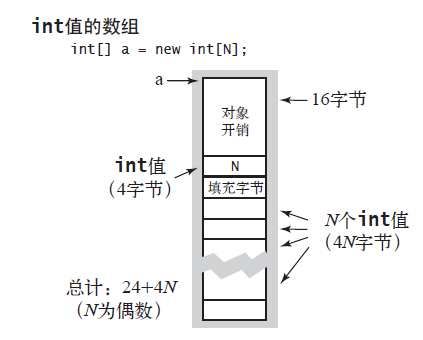 int值的数组
int[] a = new int[N];
a
16字节
对象
开销
int值
（4字节）
N
填充字节
N个int值
（4N字节）
总计：24+4N
（N为偶数）